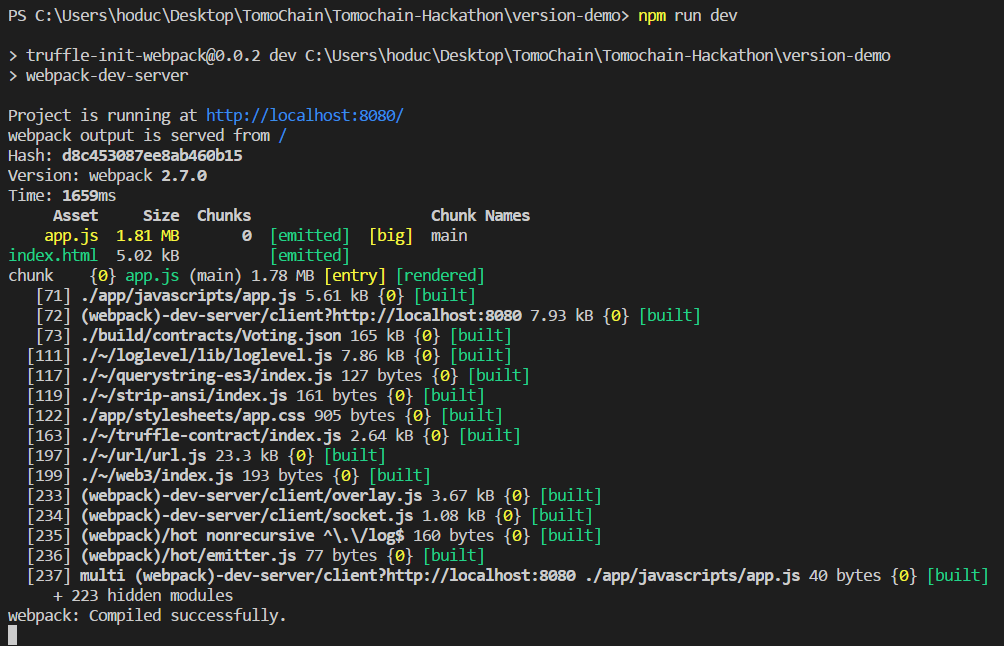 PS C:\Users\hoduc\Desktop\TomoChain\Tomochain-Hackathon\version-demo> npm run dev
> truffle-init-webpack@0.0.2 dev C:\Users\hoduc\Desktop\TomoChain\Tomochain-Hackathon\version-demo
> webpack-dev-server
Project is running at http://localhost:8080/
webpack output is served from /
Hash: d8c453087ee8ab460b15
Version: webpack 2.7.0
Time: 1659ms
Asset Size Chunks Chunk Names
app.js 1.81 MB 0 [emitted] [big] main
index.html 5.02 kB [emitted]
chunk {0} app.js (main) 1.78 MB [entry] [rendered]
[71] ./app/javascripts/app.js 5.61 kB {0} [built]
[72] (webpack)-dev-server/client?http://localhost:8080 7.93 kB {0} [built]
[73] ./build/contracts/Voting.json 165 kB {0} [built]
[111] ./~/loglevel/lib/loglevel.js 7.86 kB {0} [built]
[117] ./~/querystring-es3/index.js 127 bytes {0} [built]
[119] ./~/strip-ansi/index.js 161 bytes {0} [built]
[122] ./app/stylesheets/app.css 905 bytes {0} [built]
[163] ./~/truffle-contract/index.js 2.64 kB {0} [built]
[197] ./~/url/url.js 23.3 kB {0} [built]
[199] ./~/web3/index.js 193 bytes {0} [built]
[233] (webpack)-dev-server/client/overlay.js 3.67 kB {0} [built]
[234] (webpack)-dev-server/client/socket.js 1.08 kB {0} [built]
[235] (webpack)/hot nonrecursive ^\.\/log$ 160 bytes {0} [built]
[236] (webpack)/hot/emitter.js 77 bytes {0} [built]
[237] multi (webpack)-dev-server/client?http://localhost:8080 ./app/javascripts/app.js 40 bytes {0} [built]
+ 223 hidden modules
webpack: Compiled successfully.